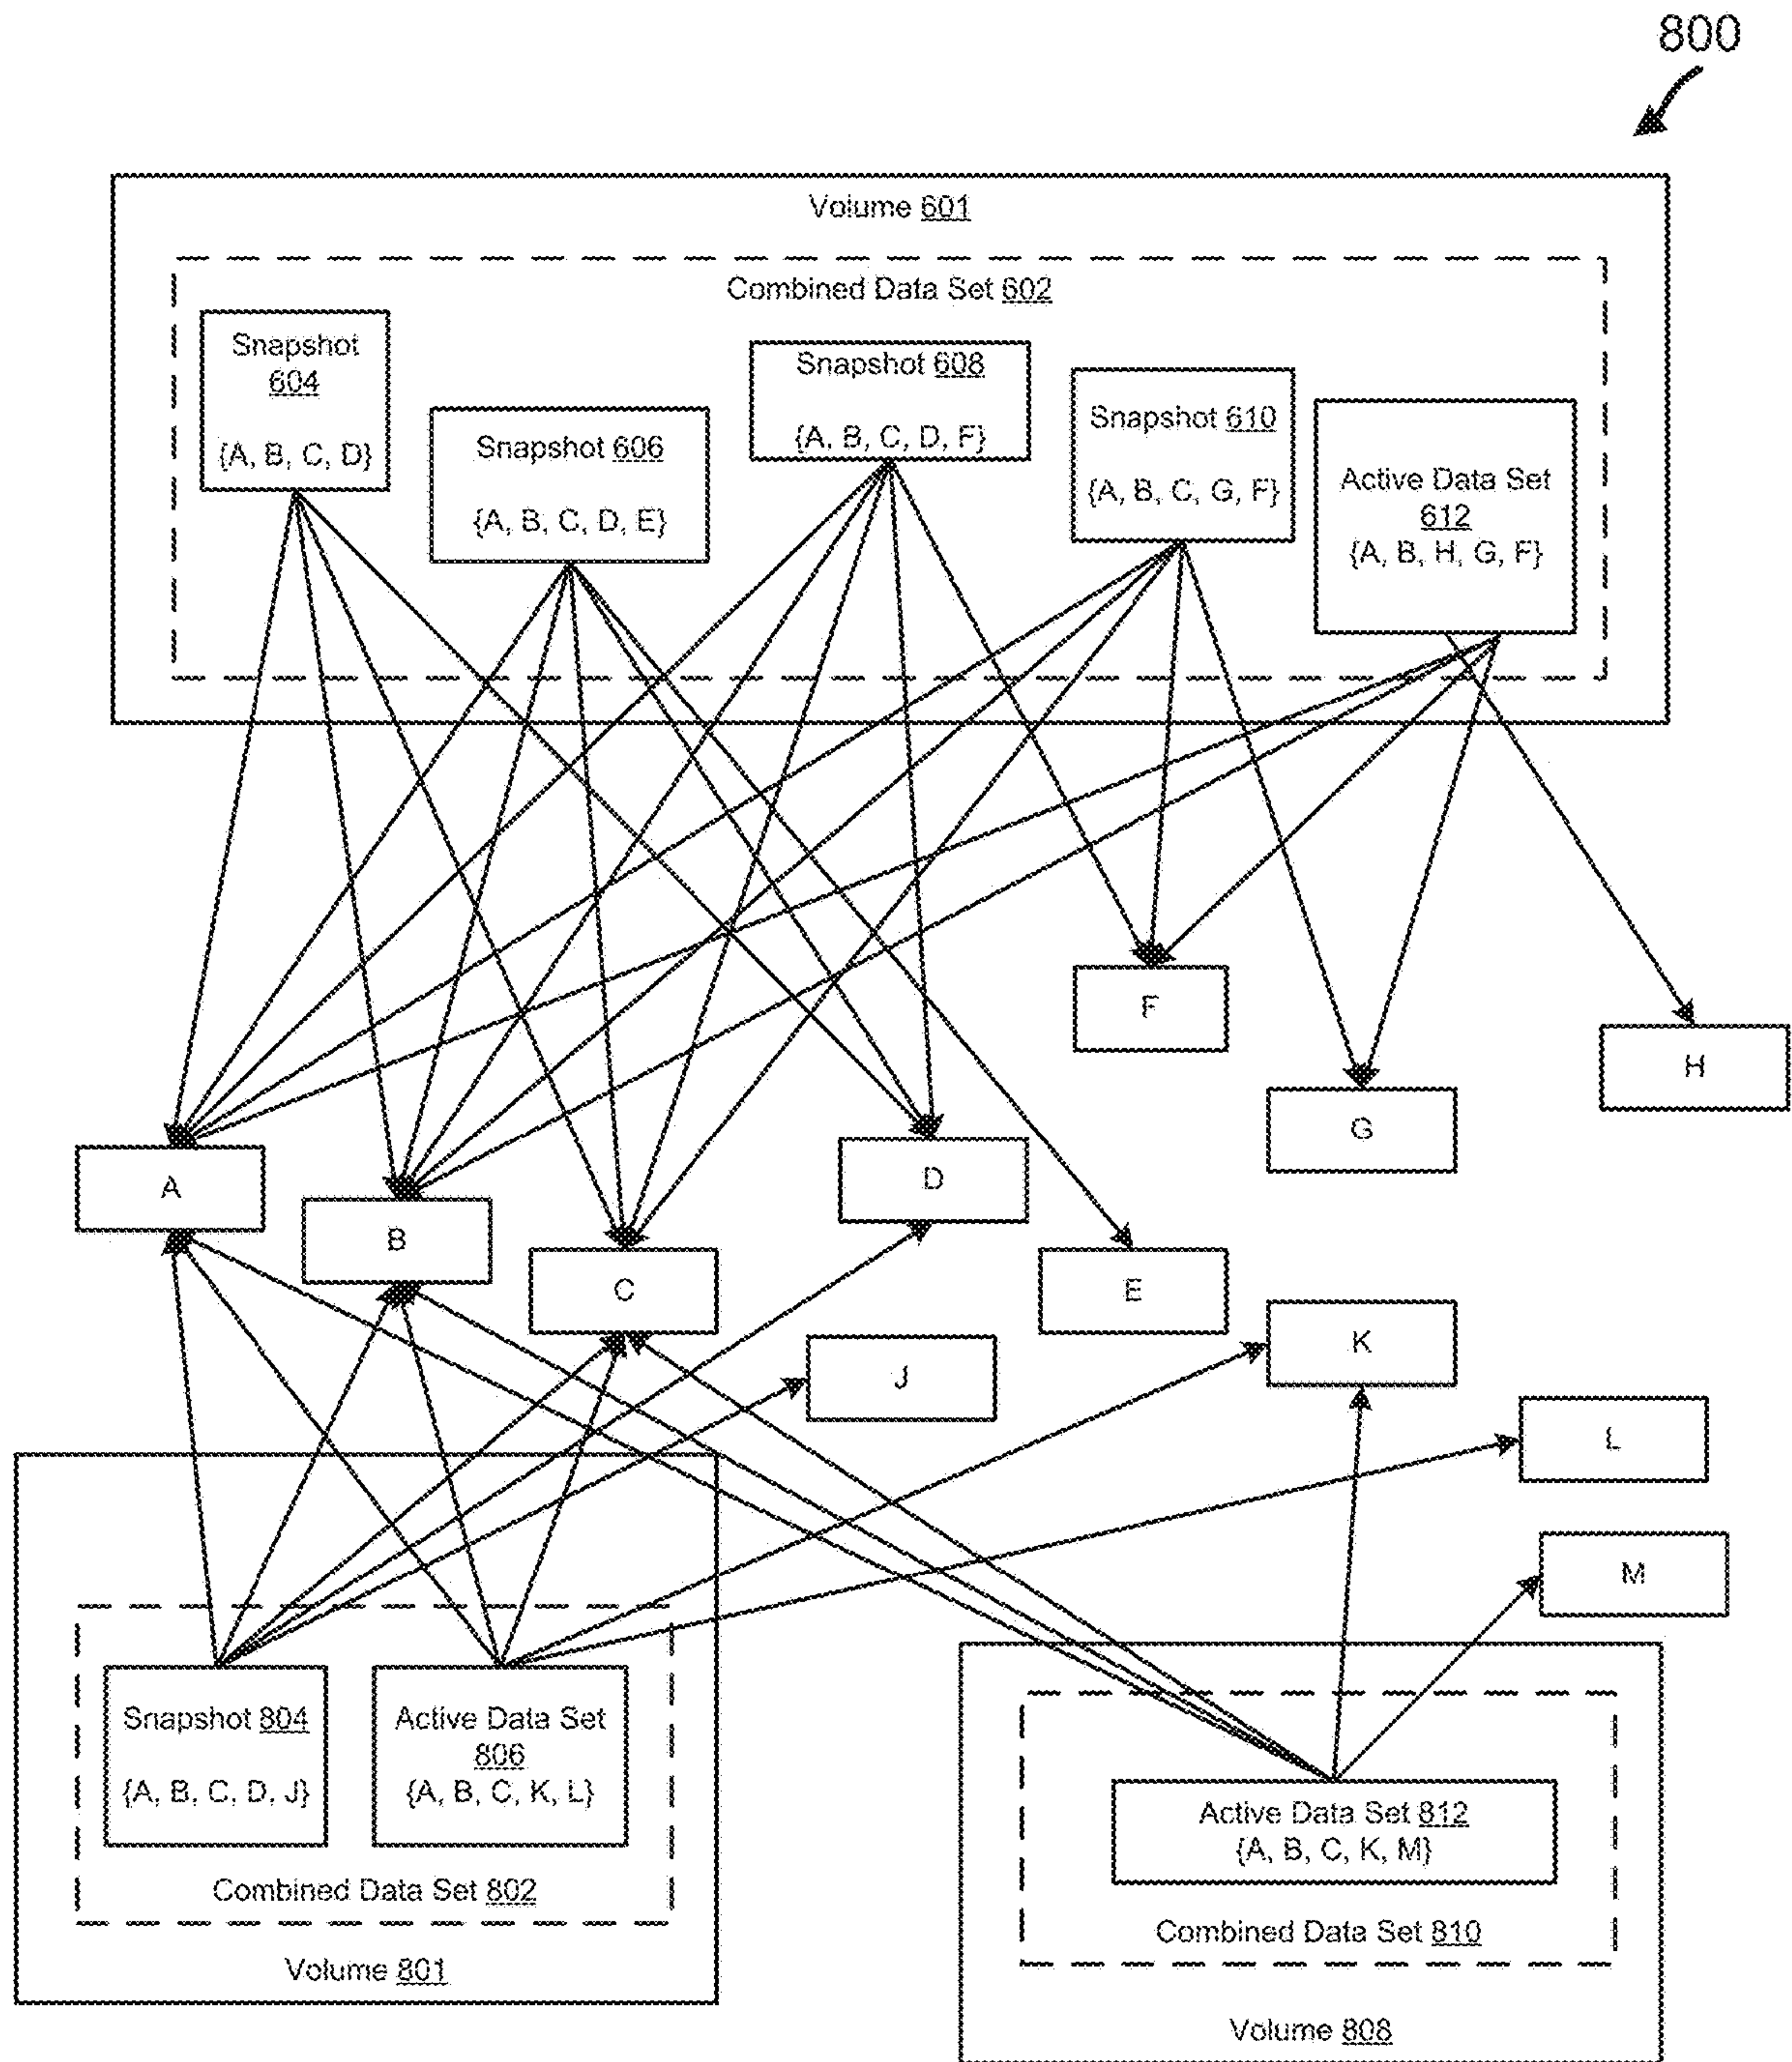 800
Volume 601
Combined Data Set 602
Snapshot
604
{A, B, C, D}
Snapshot 606
{A, B, C, D, E}
Snapshot 608
{A, B, C, D, F}
Snapshot 610
{A, B, C, G, F}
Active Data Set
612
{A, B, H, G, F}
F
H
G
A
D
B
C
E
K
J
L
M
Snapshot 804
{A, B, C, D, J}
Active Data Set
806
{A, B, C, K, L}
Combined Data Set 802
Volume 801
Active Data Set 812
{A, B, C, K, M}
Combined Data Set 810
Volume 808